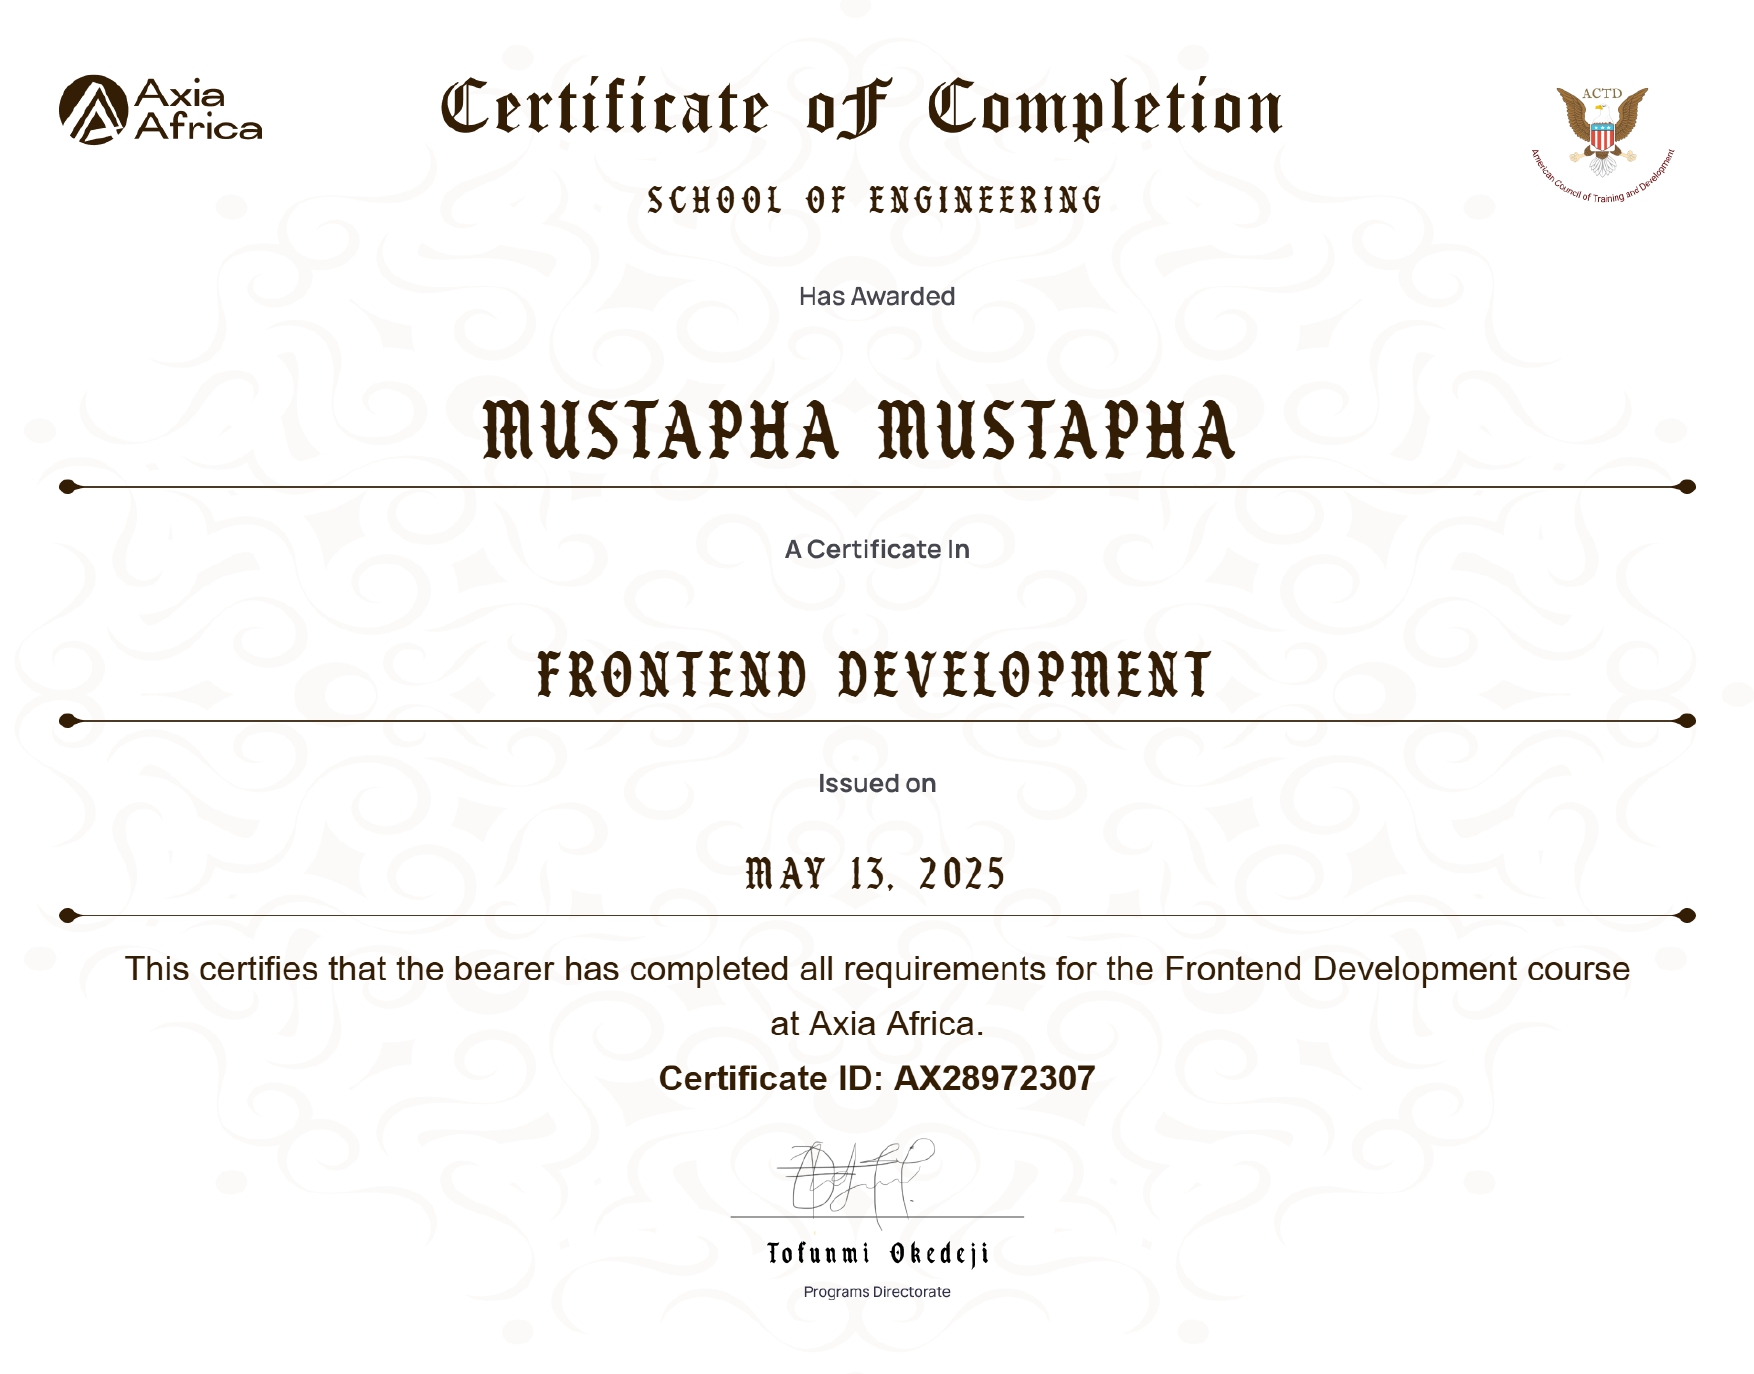 Axia
Africa
Certificate oF Completion
ACTD
American Council of Training and Development
SCHOOL OF ENGINEERING
Has Awarded
MUSTAPHA MUSTAPHA
A Certificate In
FRONTEND DEVELOPMENT
Issued on
MAY 13, 2025
This certifies that the bearer has completed all requirements for the Frontend Development course
at Axia Africa.
Certificate ID: AX28972307
Tofunmi Okedeji
Programs Directorate